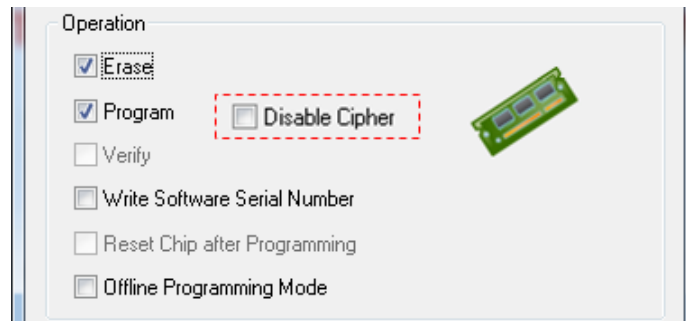 Operation
Erase
Program
Disable Cipher
Verify
Write Software Serial Number
Reset Chip after Programming
Offline Programming Mode